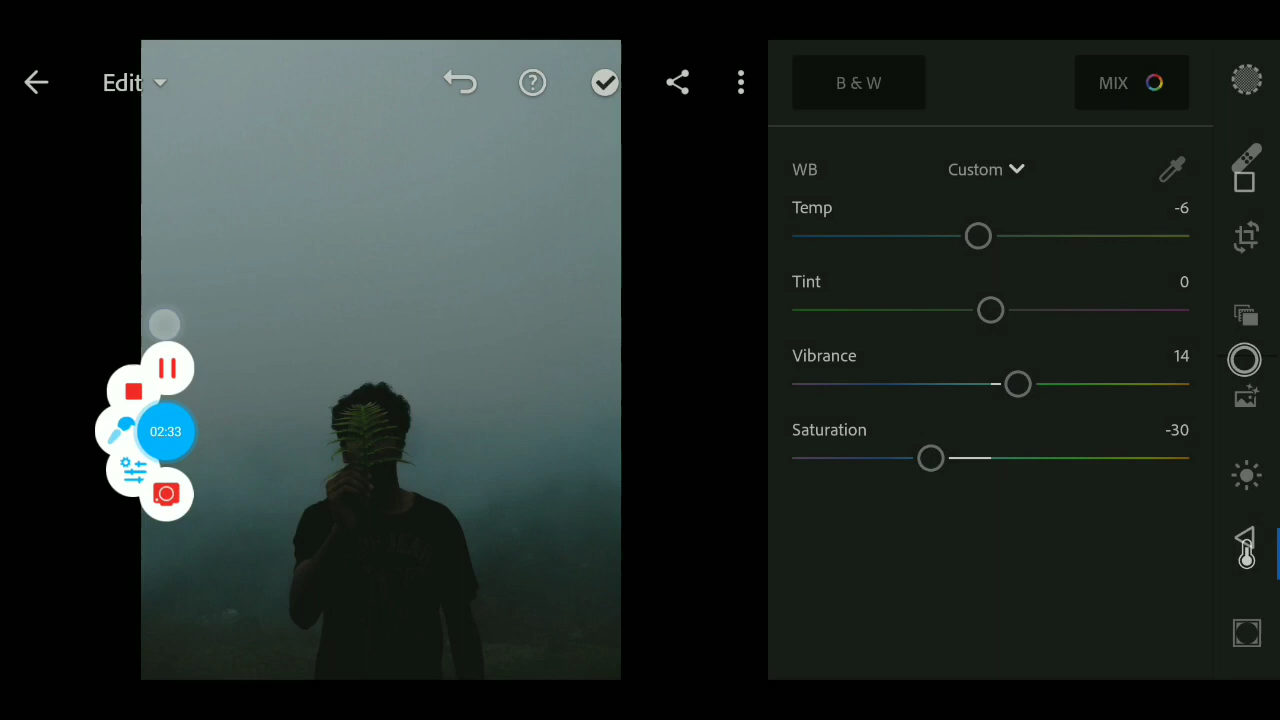 Edit
B & W
MIX
WB
Custom
Temp
-6
Tint
0
Vibrance
14
Saturation
-30
02:33